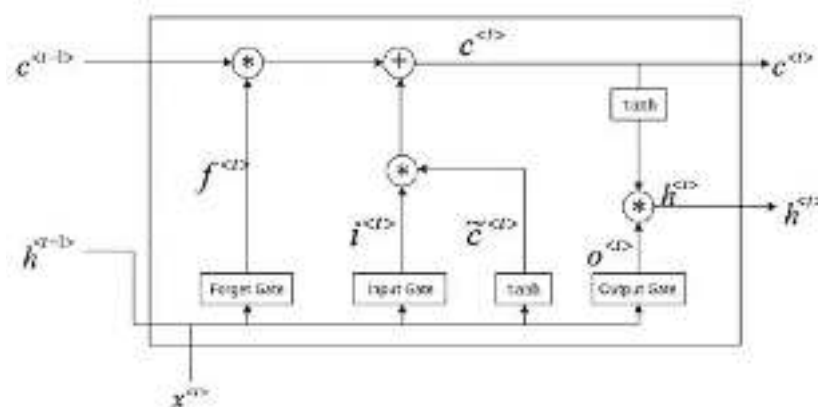 c^{<t>}
c^{<t-1>} * + c^{<t>}
tanh
f^{<t>} * * h^{<t>} h^{<t>}
i^{<t>} c̃^{<t>} o^{<t>}
h^{<t-1>}
Forget Gate Input Gate tanh Output Gate
x^{<t>}